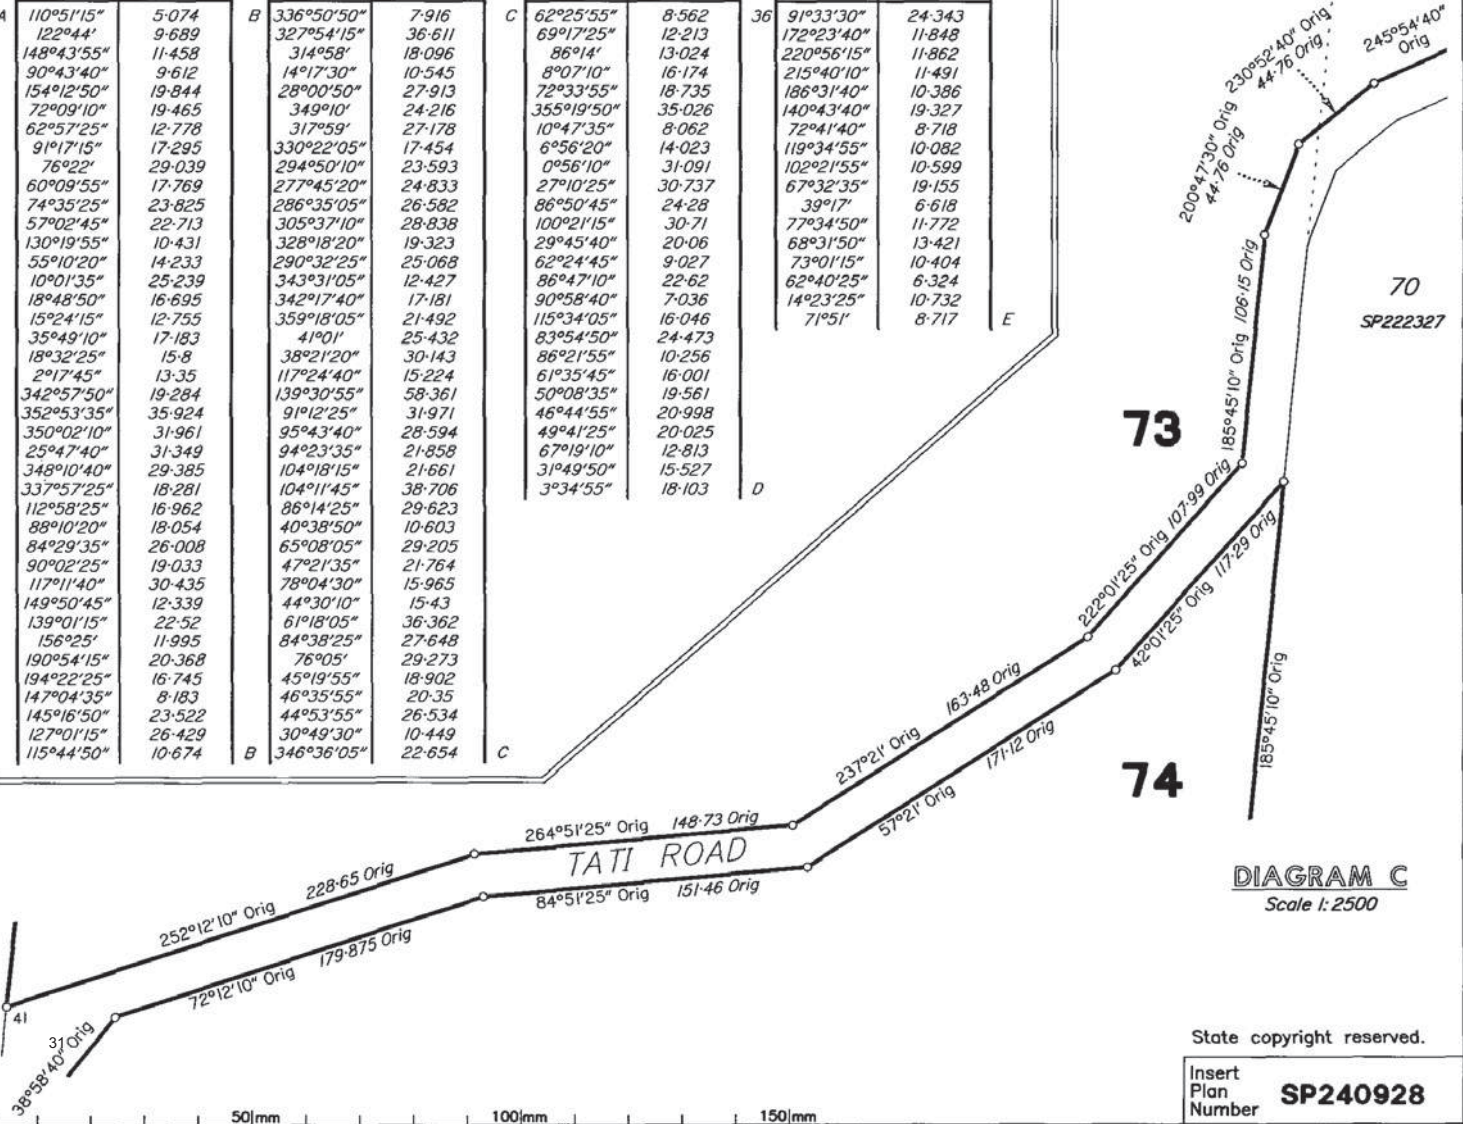 A 110°51'15" 5·074 B 336°50'50" 7·916 C 62°25'55" 8·562 36 91°33'30" 24·343
122°44' 9·689 327°54'15" 36·611 69°17'25" 12·213 172°23'40" 11·848
148°43'55" 11·458 314°58' 18·096 86°14' 13·024 220°56'15" 11·862
90°43'40" 9·612 14°17'30" 10·545 8°07'10" 16·174 215°40'10" 11·491
154°12'50" 19·844 28°00'50" 27·913 72°33'55" 18·735 186°31'40" 10·386
72°09'10" 19·465 349°10' 24·216 355°19'50" 35·026 140°43'40" 19·327
62°57'25" 12·778 317°59' 27·178 10°47'35" 8·062 72°41'40" 8·718
91°17'15" 17·295 330°22'05" 17·454 6°56'20" 14·023 119°34'55" 10·082
76°22' 29·039 294°50'10" 23·593 0°56'10" 31·091 102°21'55" 10·599
60°09'55" 17·769 277°45'20" 24·833 27°10'25" 30·737 67°32'35" 19·155
74°35'25" 23·825 286°35'05" 26·582 86°50'45" 24·28 39°17' 6·618
57°02'45" 22·713 305°37'10" 28·838 100°21'15" 30·71 77°34'50" 11·772
130°19'55" 10·431 328°18'20" 19·323 29°45'40" 20·06 68°31'50" 13·421
55°10'20" 14·233 290°32'25" 25·068 62°24'45" 9·027 73°01'15" 10·404
10°01'35" 25·239 343°31'05" 12·427 86°47'10" 22·62 62°40'25" 6·324
18°48'50" 16·695 342°17'40" 17·181 90°58'40" 7·036 14°23'25" 10·732
15°24'15" 12·755 359°18'05" 21·492 115°34'05" 16·046 71°51' 8·717 E
35°49'10" 17·183 41°01' 25·432 83°54'50" 24·473
18°32'25" 15·8 38°21'20" 30·143 86°21'55" 10·256
2°17'45" 13·35 117°24'40" 15·224 61°35'45" 16·001
342°57'50" 19·284 139°30'55" 58·361 50°08'35" 19·561
352°53'35" 35·924 91°12'25" 31·971 46°44'55" 20·998
350°02'10" 31·961 95°43'40" 28·594 49°41'25" 20·025
25°47'40" 31·349 94°23'35" 21·858 67°19'10" 12·813
348°10'40" 29·385 104°18'15" 21·661 31°49'50" 15·527
337°57'25" 18·281 104°11'45" 38·706 3°34'55" 18·103 D
112°58'25" 16·962 86°14'25" 29·623
88°10'20" 18·054 40°38'50" 10·603
84°29'35" 26·008 65°08'05" 29·205
90°02'25" 19·033 47°21'35" 21·764
117°11'40" 30·435 78°04'30" 15·965
149°50'45" 12·339 44°30'10" 15·43
139°01'15" 22·52 61°18'05" 36·362
156°25' 11·995 84°38'25" 27·648
190°54'15" 20·368 76°05' 29·273
194°22'25" 16·745 45°19'55" 18·902
147°04'35" 8·183 46°35'55" 20·35
145°16'50" 23·522 44°53'55" 26·534
127°01'15" 26·429 30°49'30" 10·449
115°44'50" 10·674 B 346°36'05" 22·654 C
245°54'40"
Orig
230°52'40" Orig
44·76 Orig
200°47'30" Orig
44·76 Orig
185°45'10" Orig 106·15 Orig
70
SP222327
73
222°01'25" Orig 107·99 Orig
42°01'25" Orig 117·29 Orig
185°45'10" Orig
237°21' Orig 163·48 Orig
57°21' Orig 171·12 Orig
74
264°51'25" Orig 148·73 Orig
TATI ROAD
84°51'25" Orig 151·46 Orig
252°12'10" Orig 228·65 Orig
72°12'10" Orig 179·875 Orig
41
31
38°58'40" Orig
DIAGRAM C
Scale 1:2500
State copyright reserved.
Insert
Plan
Number SP240928
50mm 100mm 150mm